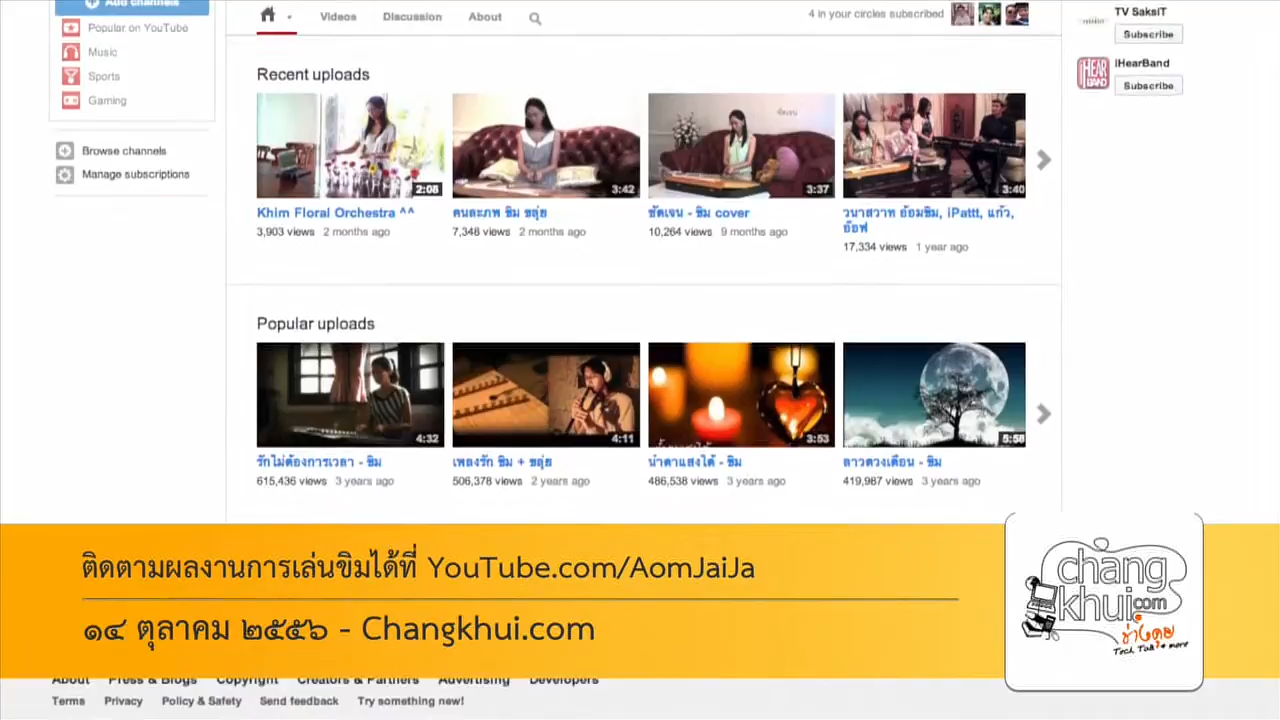 Add channels
Popular on YouTube
Music
Sports
Gaming
Browse channels
Manage subscriptions
Videos Discussion About
4 in your circles subscribed
TV SaksiT
Subscribe
iHearBand
Subscribe
Recent uploads
2:08
3:42
3:37
3:40
Khim Floral Orchestra ^^
3,903 views 2 months ago
คนละภพ ขิม ขลุ่ย
7,348 views 2 months ago
ชัดเจน - ขิม cover
10,264 views 9 months ago
วนาสวาท อ้อมขิม, iPattt, แก้ว,
อ๊อฟ
17,334 views 1 year ago
Popular uploads
4:32
4:11
3:53
5:58
รักไม่ต้องการเวลา - ขิม
615,436 views 3 years ago
เพลงรัก ขิม + ขลุ่ย
506,378 views 2 years ago
น้ำตาแสงไต้ - ขิม
486,538 views 3 years ago
ลาวดวงเดือน - ขิม
419,987 views 3 years ago
ติดตามผลงานการเล่นขิมได้ที่ YouTube.com/AomJaiJa
๑๔ ตุลาคม ๒๕๕๖ - Changkhui.com
chang
khui.com
ช่างคุย
Tech, Talk & more
About Press & Blogs Copyright Creators & Partners Advertising Developers
Terms Privacy Policy & Safety Send feedback Try something new!